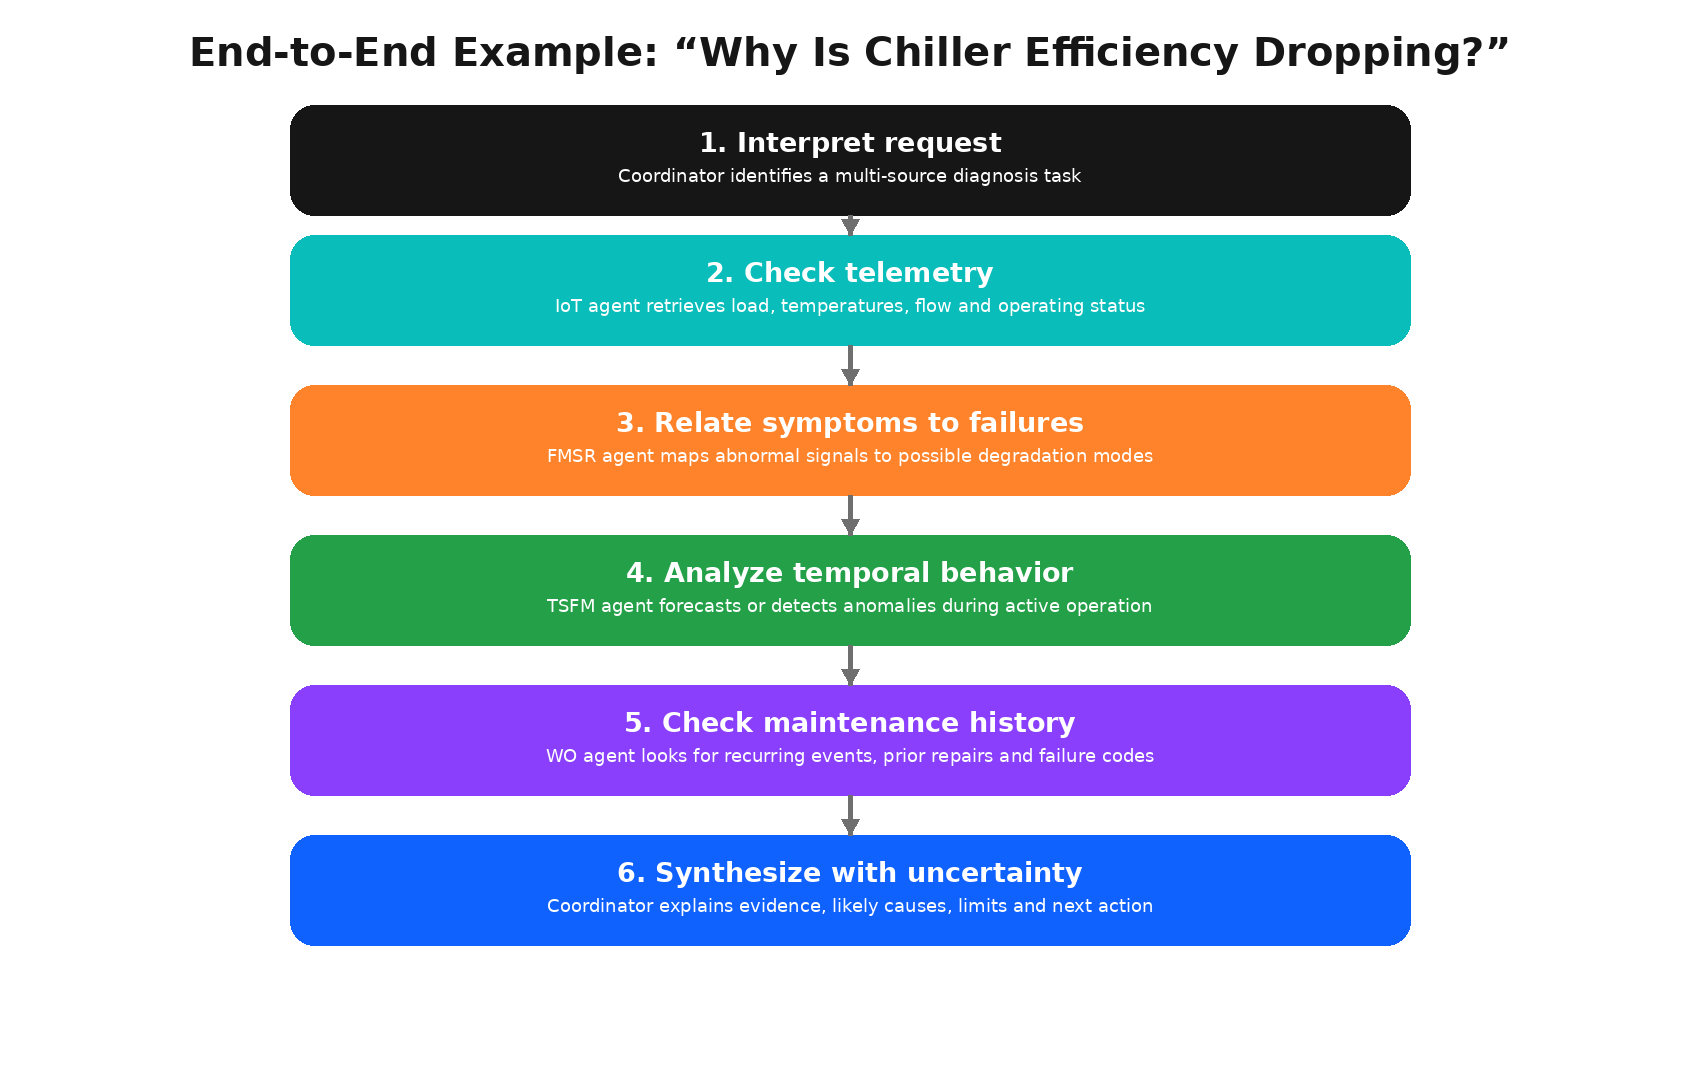 End-to-End Example: “Why Is Chiller Efficiency Dropping?”
1. Interpret request
Coordinator identifies a multi-source diagnosis task
2. Check telemetry
IoT agent retrieves load, temperatures, flow and operating status
3. Relate symptoms to failures
FMSR agent maps abnormal signals to possible degradation modes
4. Analyze temporal behavior
TSFM agent forecasts or detects anomalies during active operation
5. Check maintenance history
WO agent looks for recurring events, prior repairs and failure codes
6. Synthesize with uncertainty
Coordinator explains evidence, likely causes, limits and next action